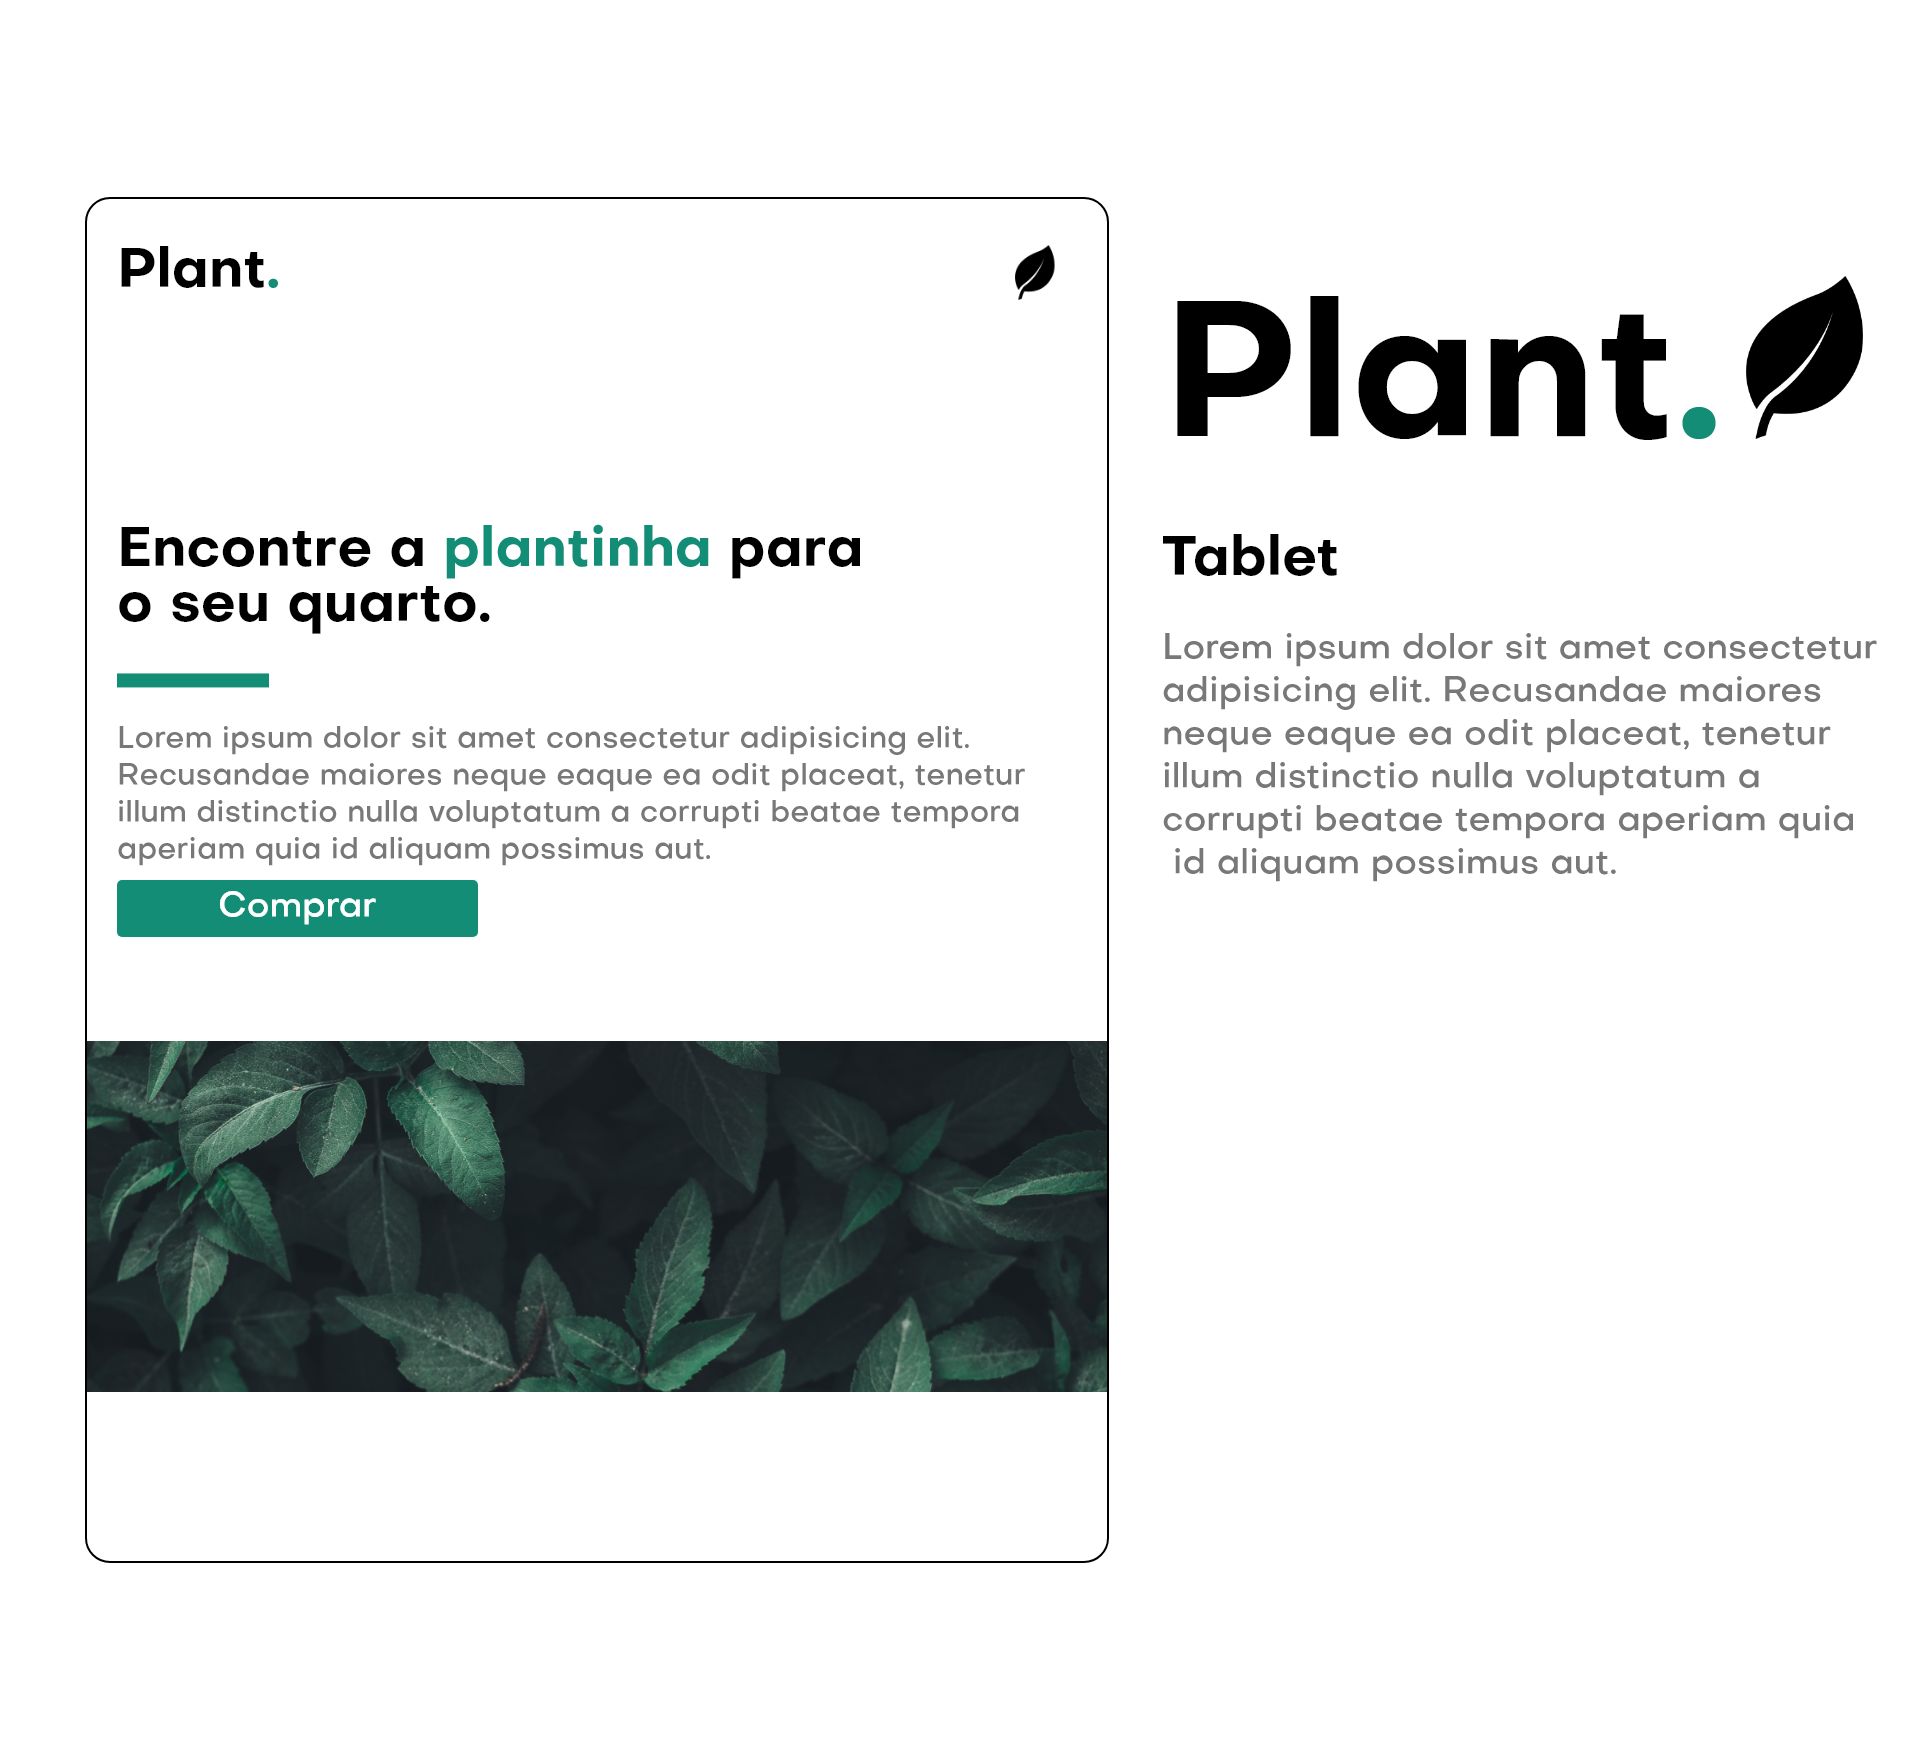 Plant.
Encontre a plantinha para
o seu quarto.
Lorem ipsum dolor sit amet consectetur adipisicing elit.
Recusandae maiores neque eaque ea odit placeat, tenetur
illum distinctio nulla voluptatum a corrupti beatae tempora
aperiam quia id aliquam possimus aut.
Comprar
Plant.
Tablet
Lorem ipsum dolor sit amet consectetur
adipisicing elit. Recusandae maiores
neque eaque ea odit placeat, tenetur
illum distinctio nulla voluptatum a
corrupti beatae tempora aperiam quia
id aliquam possimus aut.